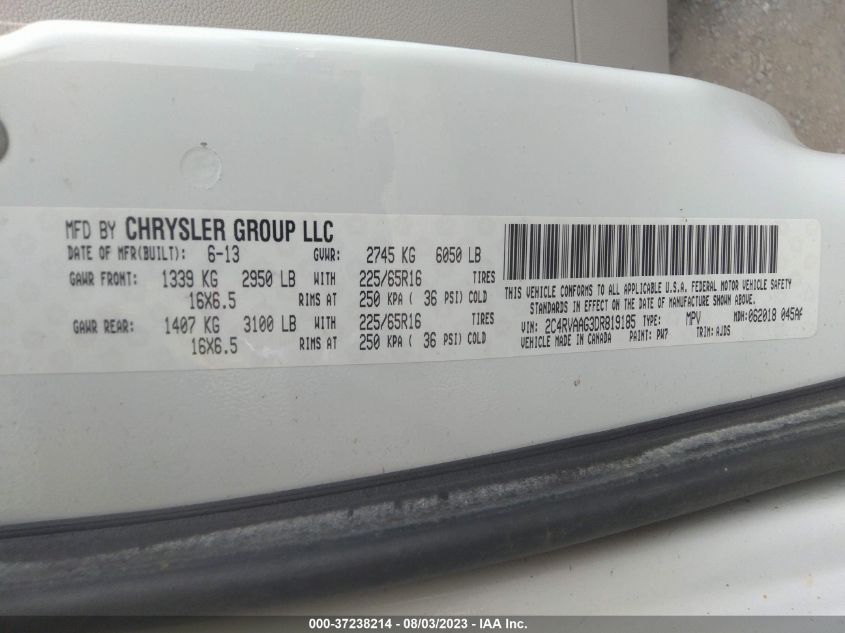 MFD BY CHRYSLER GROUP LLC
DATE OF MFR(BUILT): 6-13 GVWR: 2745 KG 6050 LB
GAWR FRONT: 1339 KG 2950 LB WITH 225/65R16 TIRES
16X6.5 RIMS AT 250 KPA ( 36 PSI) COLD
GAWR REAR: 1407 KG 3100 LB WITH 225/65R16 TIRES
16X6.5 RIMS AT 250 KPA ( 36 PSI) COLD
THIS VEHICLE CONFORMS TO ALL APPLICABLE U.S.A. FEDERAL MOTOR VEHICLE SAFETY
STANDARDS IN EFFECT ON THE DATE OF MANUFACTURE SHOWN ABOVE.
VIN: 2C4RVAAG3DR819185 TYPE: MPV MDH:062018 045AF
VEHICLE MADE IN CANADA PAINT: PW7 TRIM: AJDS
000-37238214 - 08/03/2023 - IAA Inc.